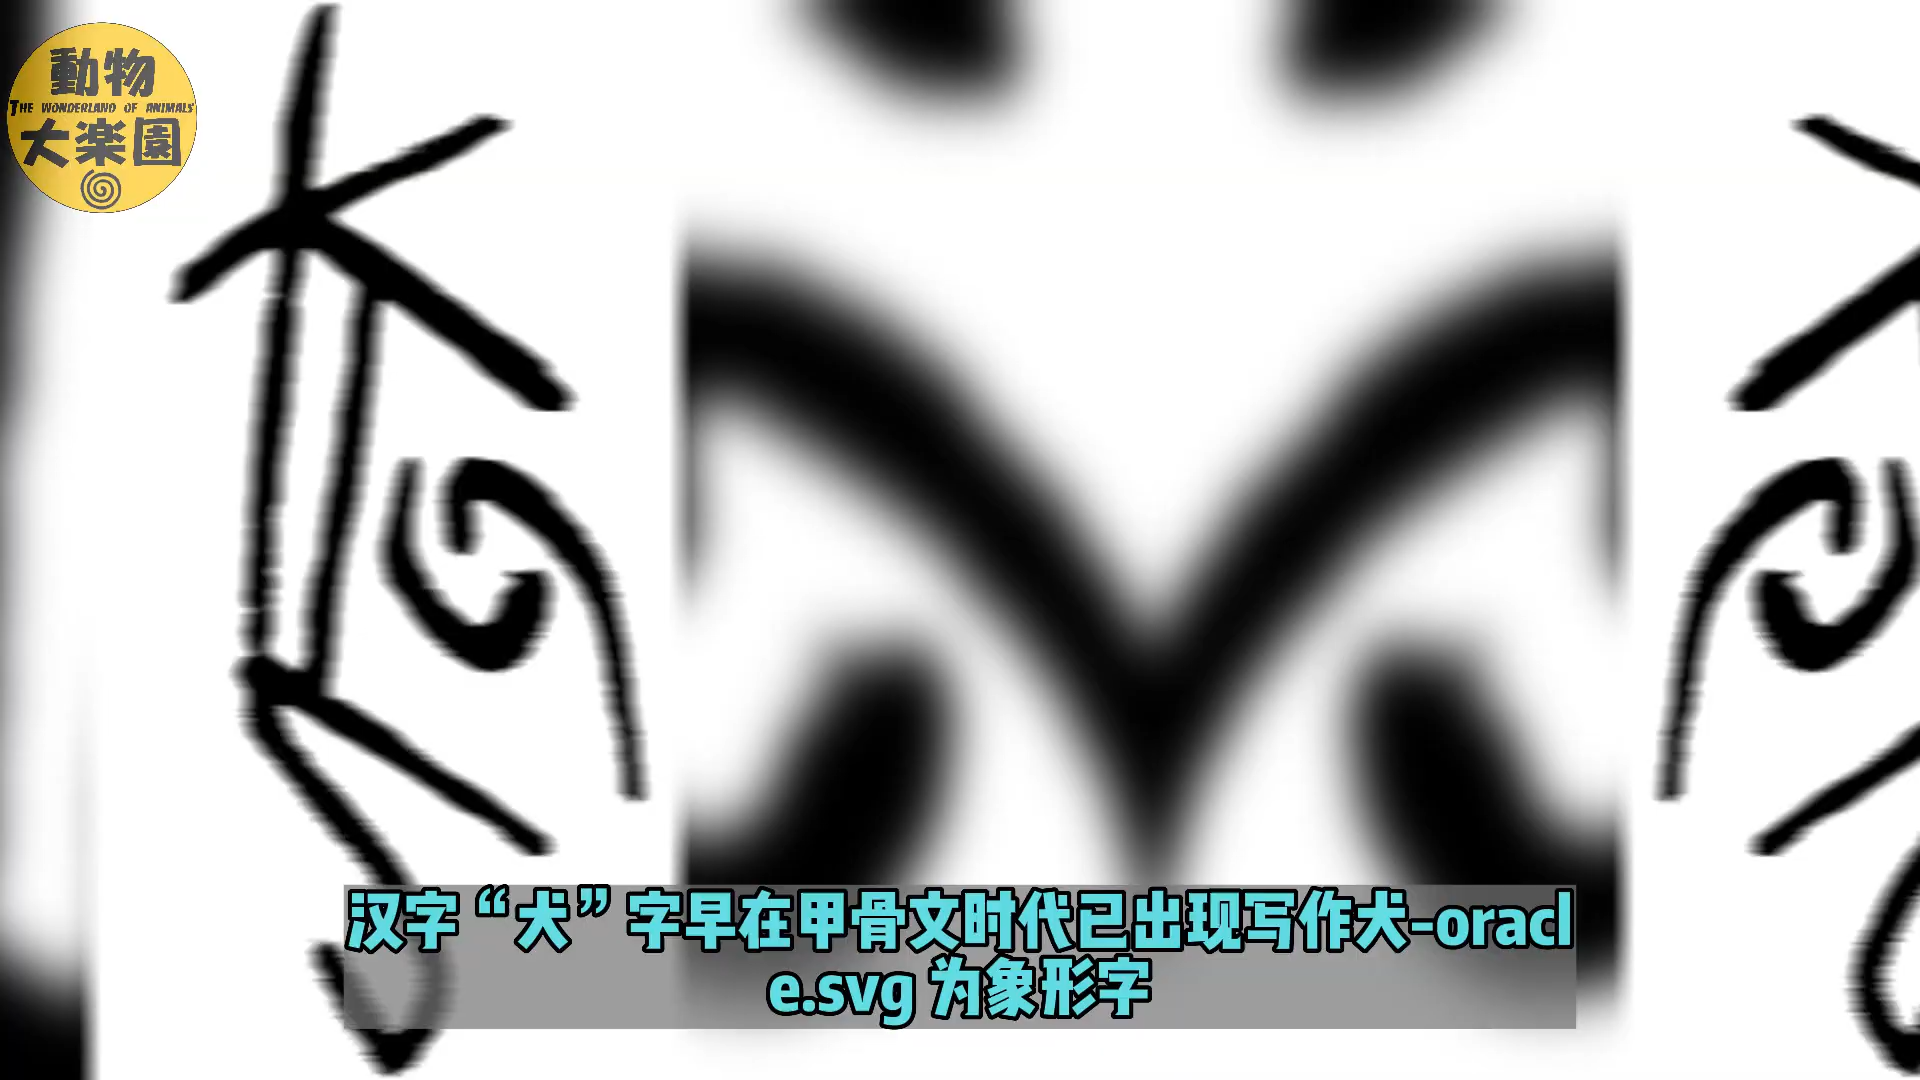 動物
THE WONDERLAND OF ANIMALS
大楽園
汉字“犬”字早在甲骨文时代已出现写作犬-oracl
e.svg 为象形字